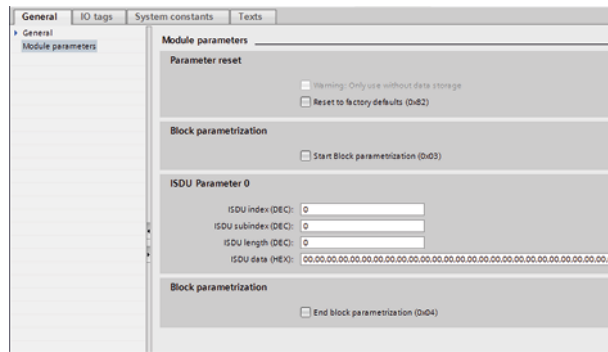 General IO tags System constants Texts
General
Module parameters
Module parameters
Parameter reset
Warning: Only use without data storage
Reset to factory defaults (0x82)
Block parametrization
Start Block parametrization (0x03)
ISDU Parameter 0
ISDU index (DEC): 0
ISDU subindex (DEC): 0
ISDU length (DEC): 0
ISDU data (HEX): 00.00.00.00.00.00.00.00.00.00.00.00.00.00.00.00.00.00.00.00.00.00.00.00.00.00.00.00.00.00.00.00.
Block parametrization
End block parametrization (0x04)